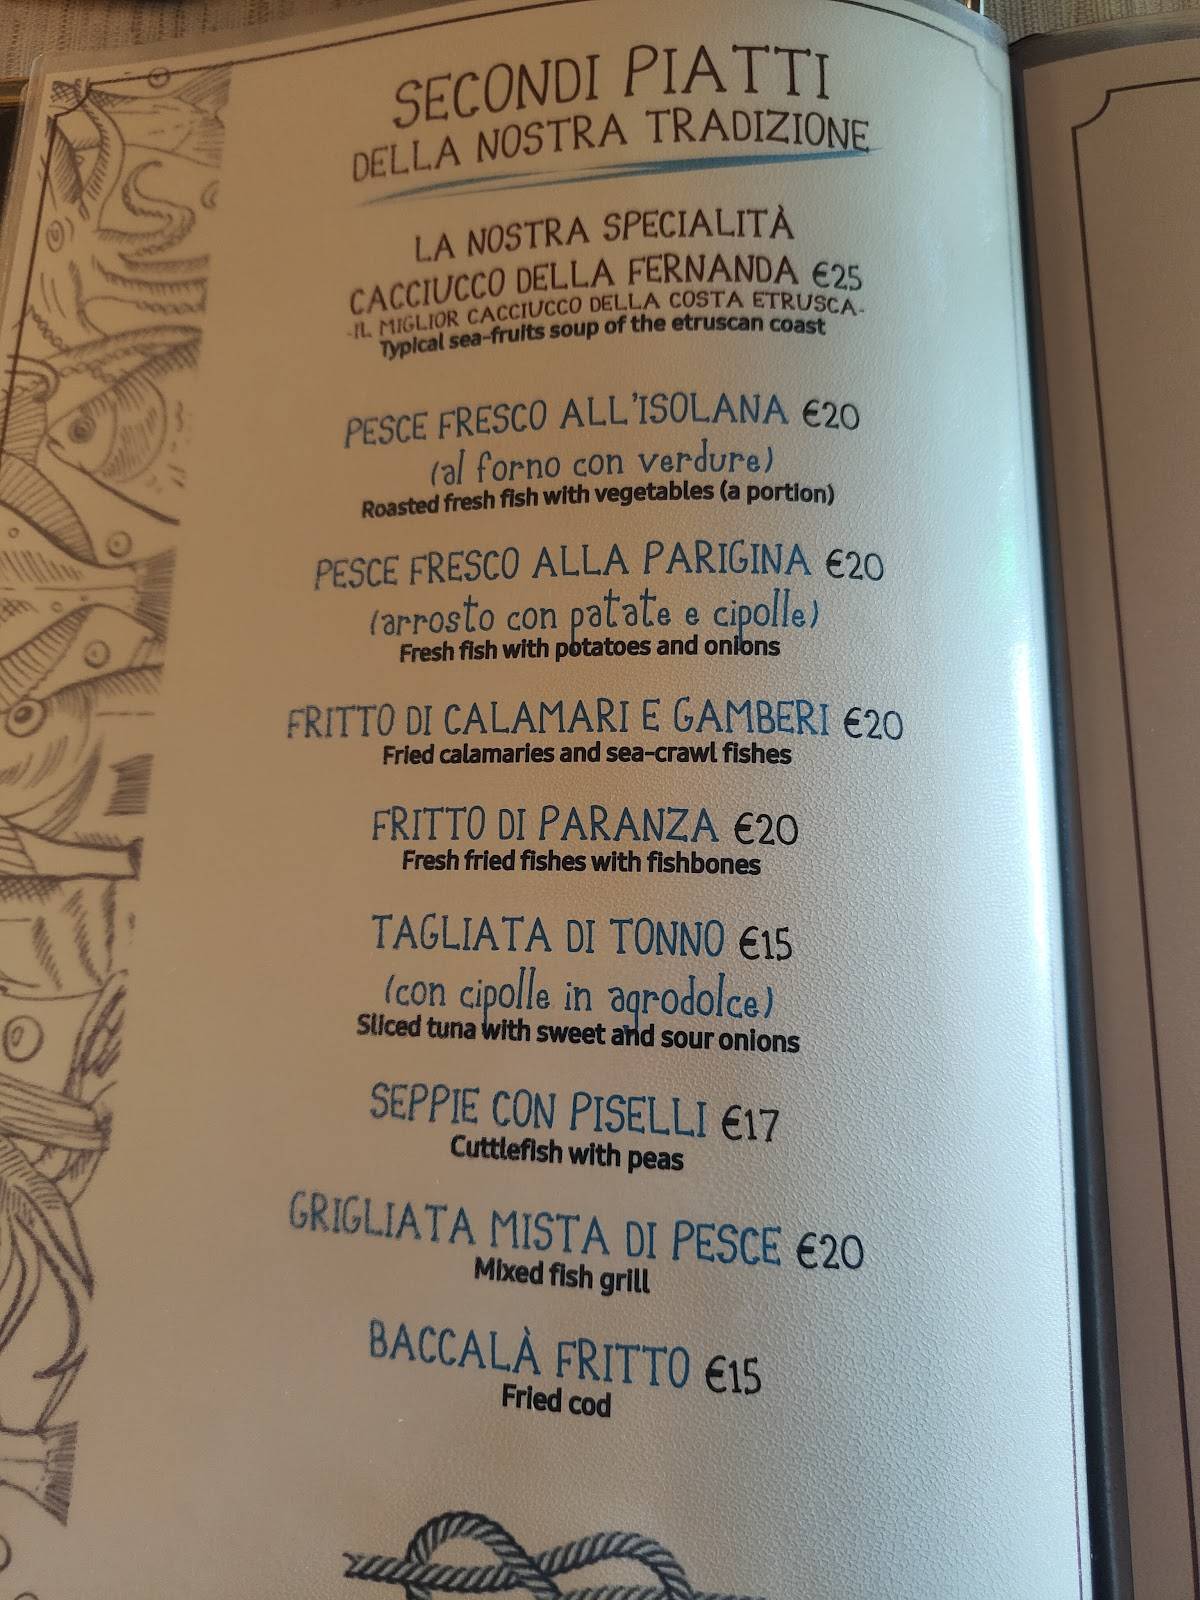 SECONDI PIATTI
DELLA NOSTRA TRADIZIONE
LA NOSTRA SPECIALITÀ
CACCIUCCO DELLA FERNANDA €25
-IL MIGLIOR CACCIUCCO DELLA COSTA ETRUSCA-
Typical sea-fruits soup of the etruscan coast
PESCE FRESCO ALL'ISOLANA €20
(al forno con verdure)
Roasted fresh fish with vegetables (a portion)
PESCE FRESCO ALLA PARIGINA €20
(arrosto con patate e cipolle)
Fresh fish with potatoes and onions
FRITTO DI CALAMARI E GAMBERI €20
Fried calamaries and sea-crawl fishes
FRITTO DI PARANZA €20
Fresh fried fishes with fishbones
TAGLIATA DI TONNO €15
(con cipolle in agrodolce)
Sliced tuna with sweet and sour onions
SEPPIE CON PISELLI €17
Cuttlefish with peas
GRIGLIATA MISTA DI PESCE €20
Mixed fish grill
BACCALÀ FRITTO €15
Fried cod